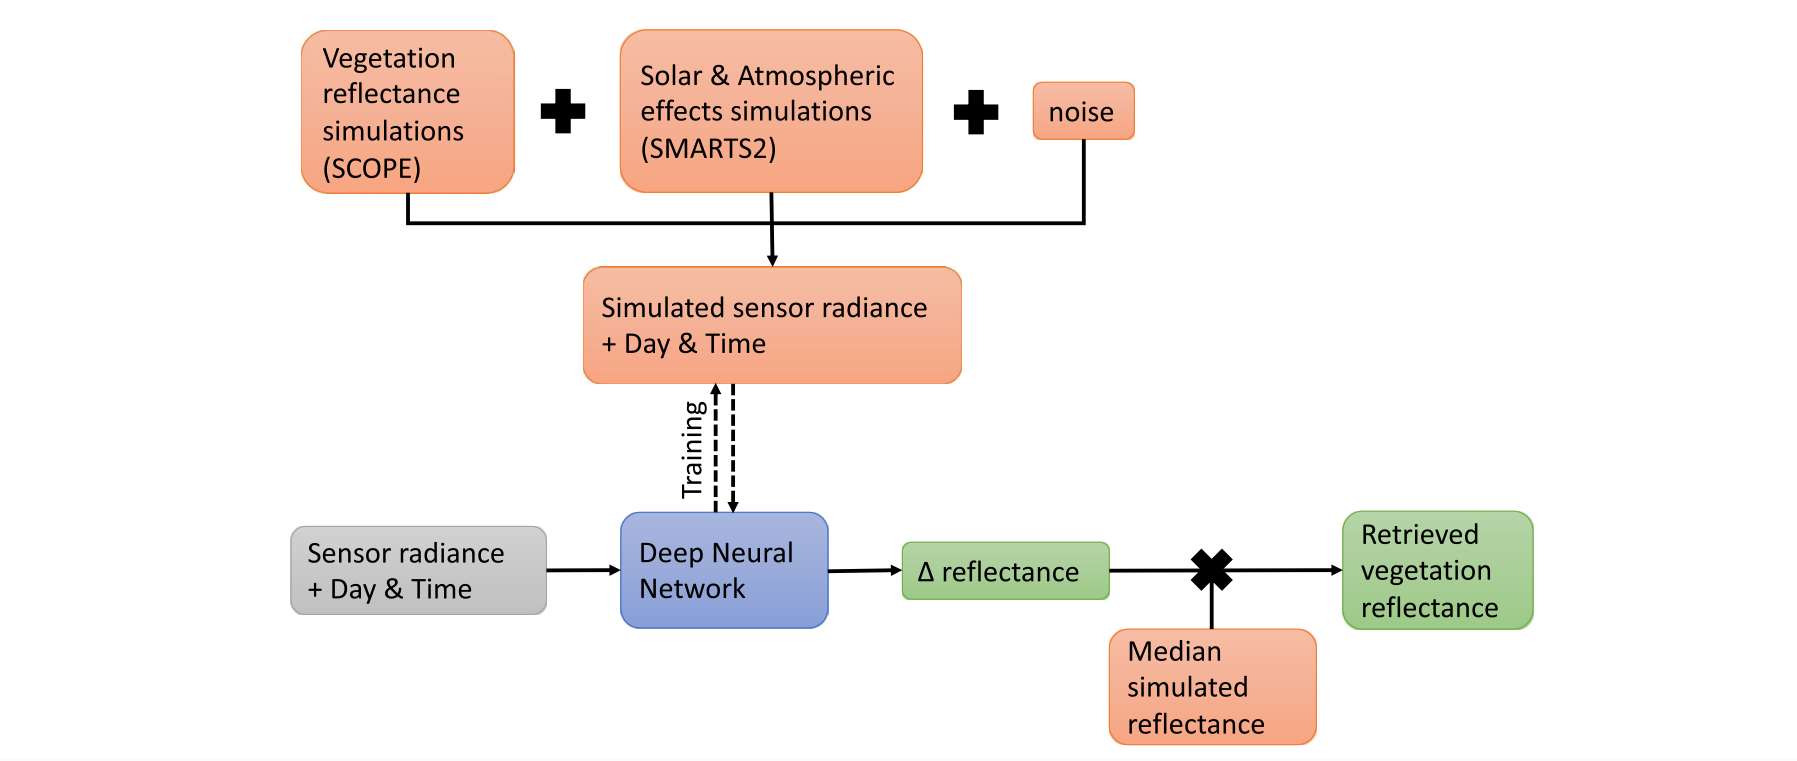 Vegetation
reflectance
simulations
(SCOPE)
Solar & Atmospheric
effects simulations
(SMARTS2)
noise
Simulated sensor radiance
+ Day & Time
Training
Sensor radiance
+ Day & Time
Deep Neural
Network
Δ reflectance
Retrieved
vegetation
reflectance
Median
simulated
reflectance